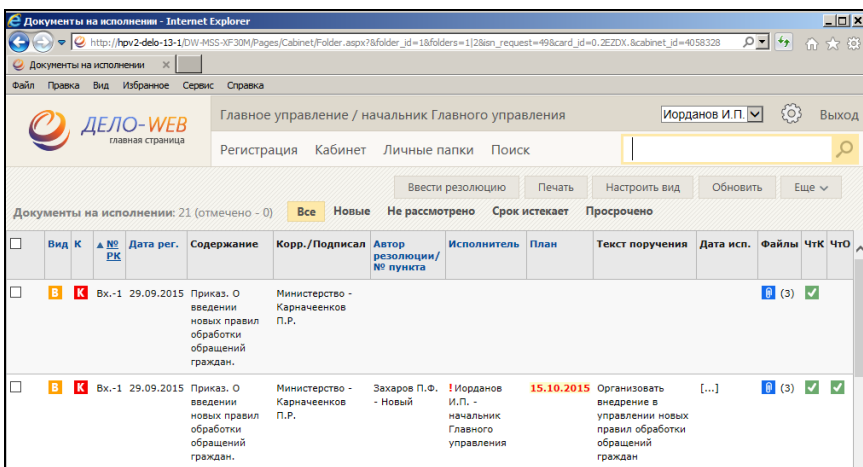 Документы на исполнении - Internet Explorer
http://hpv2-delo-13-1/DW-MSS-XF30M/Pages/Cabinet/Folder.aspx?&folder_id=1&folders=1|2&isn_request=49&card_id=0.2EZDX.&cabinet_id=4058328
Документы на исполнении
Файл Правка Вид Избранное Сервис Справка
ДЕЛО-WEB
главная страница
Главное управление / начальник Главного управления
Иорданов И.П.
Выход
Регистрация Кабинет Личные папки Поиск
Ввести резолюцию Печать Настроить вид Обновить Еще
Документы на исполнении: 21 (отмечено - 0) Все Новые Не рассмотрено Срок истекает Просрочено
Вид К № РК Дата рег. Содержание Корр./Подписал Автор резолюции/ № пункта Исполнитель План Текст поручения Дата исп. Файлы ЧтК ЧтО
В К Вх.-1 29.09.2015 Приказ. О Министерство - (3)
введении Карначеенков
новых правил П.Р.
обработки
обращений
граждан.
В К Вх.-1 29.09.2015 Приказ. О Министерство - Захаров П.Ф. ! Иорданов 15.10.2015 Организовать [...] (3)
введении Карначеенков - Новый И.П. - внедрение в
новых правил П.Р. начальник управлении новых
обработки Главного правил обработки
обращений управления обращений
граждан. граждан